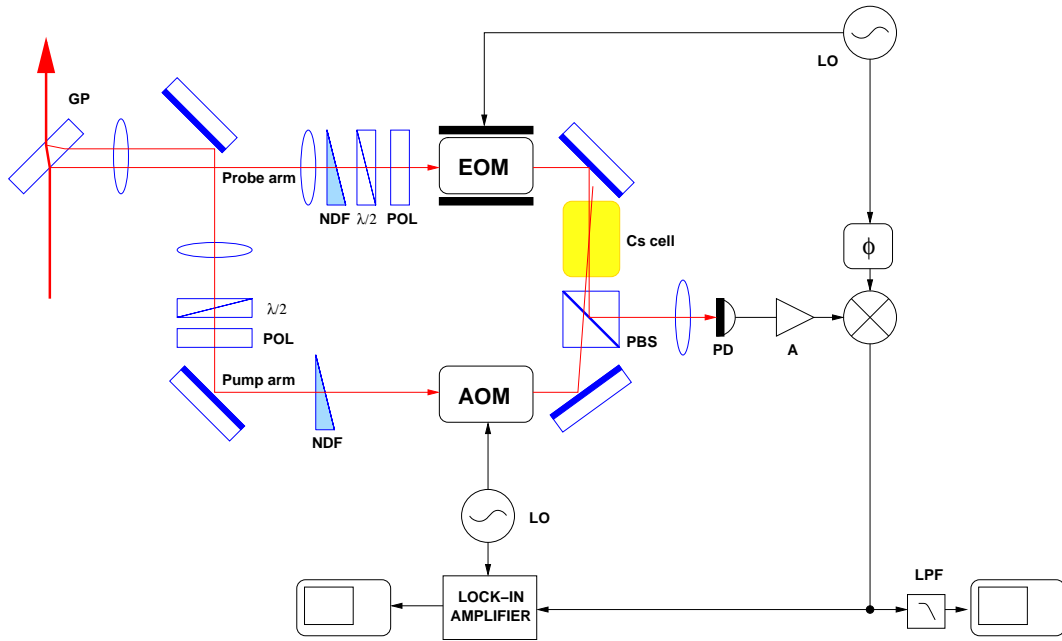 GP
LO
Probe arm
EOM
NDF
λ/2
POL
Cs cell
ϕ
λ/2
POL
PBS
PD
A
Pump arm
AOM
NDF
LO
LPF
LOCK–IN
AMPLIFIER